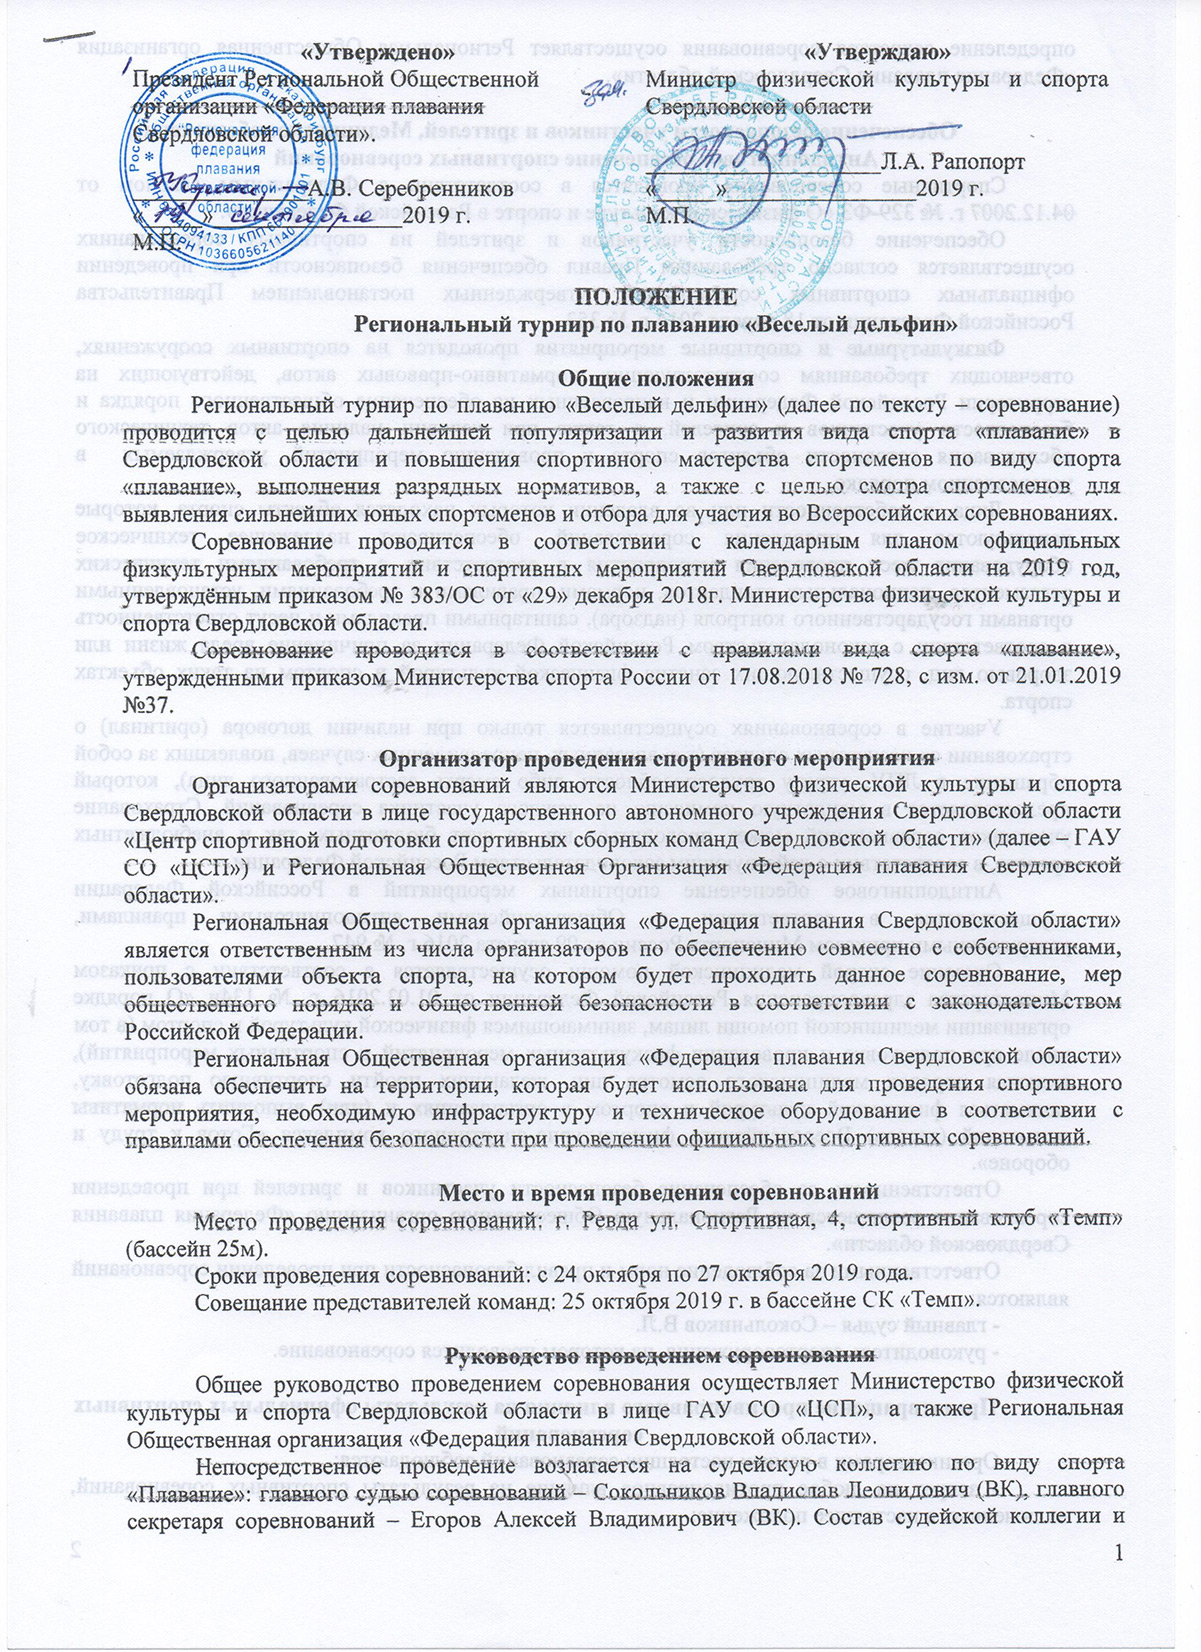 «Утверждено»
Президент Региональной Общественной
организации «Федерация плавания
Свердловской области».
А.В. Серебренников
« » сентября 2019 г.
М.П.
«Утверждаю»
Министр физической культуры и спорта
Свердловской области
Л.А. Рапопорт
« » 2019 г.
М.П.
Региональная
федерация
плавания
Свердловской
области
ПОЛОЖЕНИЕ
Региональный турнир по плаванию «Веселый дельфин»
Общие положения
Региональный турнир по плаванию «Веселый дельфин» (далее по тексту – соревнование)
проводится с целью дальнейшей популяризации и развития вида спорта «плавание» в
Свердловской области и повышения спортивного мастерства спортсменов по виду спорта
«плавание», выполнения разрядных нормативов, а также с целью смотра спортсменов для
выявления сильнейших юных спортсменов и отбора для участия во Всероссийских соревнованиях.
Соревнование проводится в соответствии с календарным планом официальных
физкультурных мероприятий и спортивных мероприятий Свердловской области на 2019 год,
утверждённым приказом № 383/ОС от «29» декабря 2018г. Министерства физической культуры и
спорта Свердловской области.
Соревнование проводится в соответствии с правилами вида спорта «плавание»,
утвержденными приказом Министерства спорта России от 17.08.2018 № 728, с изм. от 21.01.2019
№37.
Организатор проведения спортивного мероприятия
Организаторами соревнований являются Министерство физической культуры и спорта
Свердловской области в лице государственного автономного учреждения Свердловской области
«Центр спортивной подготовки спортивных сборных команд Свердловской области» (далее – ГАУ
СО «ЦСП») и Региональная Общественная Организация «Федерация плавания Свердловской
области».
Региональная Общественная организация «Федерация плавания Свердловской области»
является ответственным из числа организаторов по обеспечению совместно с собственниками,
пользователями объекта спорта, на котором будет проходить данное соревнование, мер
общественного порядка и общественной безопасности в соответствии с законодательством
Российской Федерации.
Региональная Общественная организация «Федерация плавания Свердловской области»
обязана обеспечить на территории, которая будет использована для проведения спортивного
мероприятия, необходимую инфраструктуру и техническое оборудование в соответствии с
правилами обеспечения безопасности при проведении официальных спортивных соревнований.
Место и время проведения соревнований
Место проведения соревнований: г. Ревда ул. Спортивная, 4, спортивный клуб «Темп»
(бассейн 25м).
Сроки проведения соревнований: с 24 октября по 27 октября 2019 года.
Совещание представителей команд: 25 октября 2019 г. в бассейне СК «Темп».
Руководство проведением соревнования
Общее руководство проведением соревнования осуществляет Министерство физической
культуры и спорта Свердловской области в лице ГАУ СО «ЦСП», а также Региональная
Общественная организация «Федерация плавания Свердловской области».
Непосредственное проведение возлагается на судейскую коллегию по виду спорта
«Плавание»: главного судью соревнований – Сокольников Владислав Леонидович (ВК), главного
секретаря соревнований – Егоров Алексей Владимирович (ВК). Состав судейской коллегии и
1